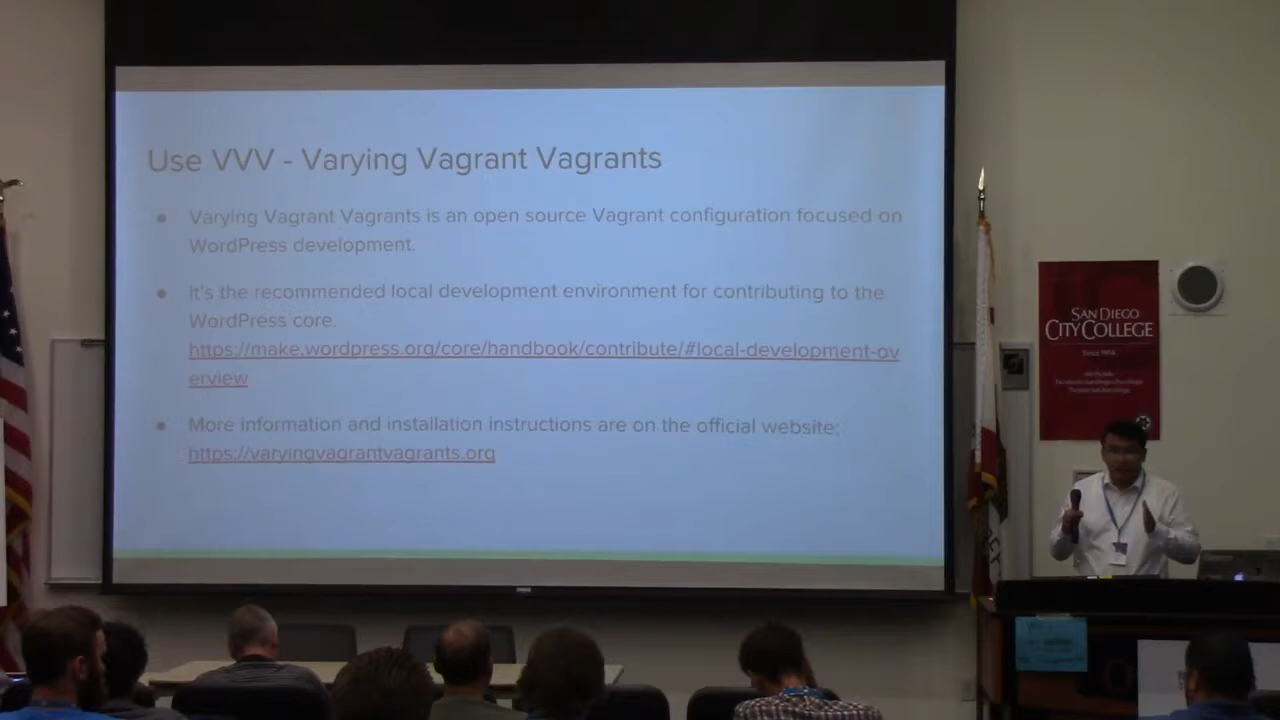 Use VVV - Varying Vagrant Vagrants
● Varying Vagrant Vagrants is an open source Vagrant configuration focused on
WordPress development.
● It's the recommended local development environment for contributing to the
WordPress core.
https://make.wordpress.org/core/handbook/contribute/#local-development-ov
erview
● More information and installation instructions are on the official website:
https://varyingvagrantvagrants.org
SAN DIEGO
CITY COLLEGE
Since 1914